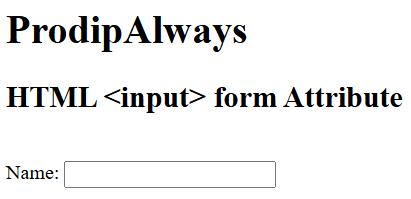 ProdipAlways
HTML <input> form Attribute
Name: